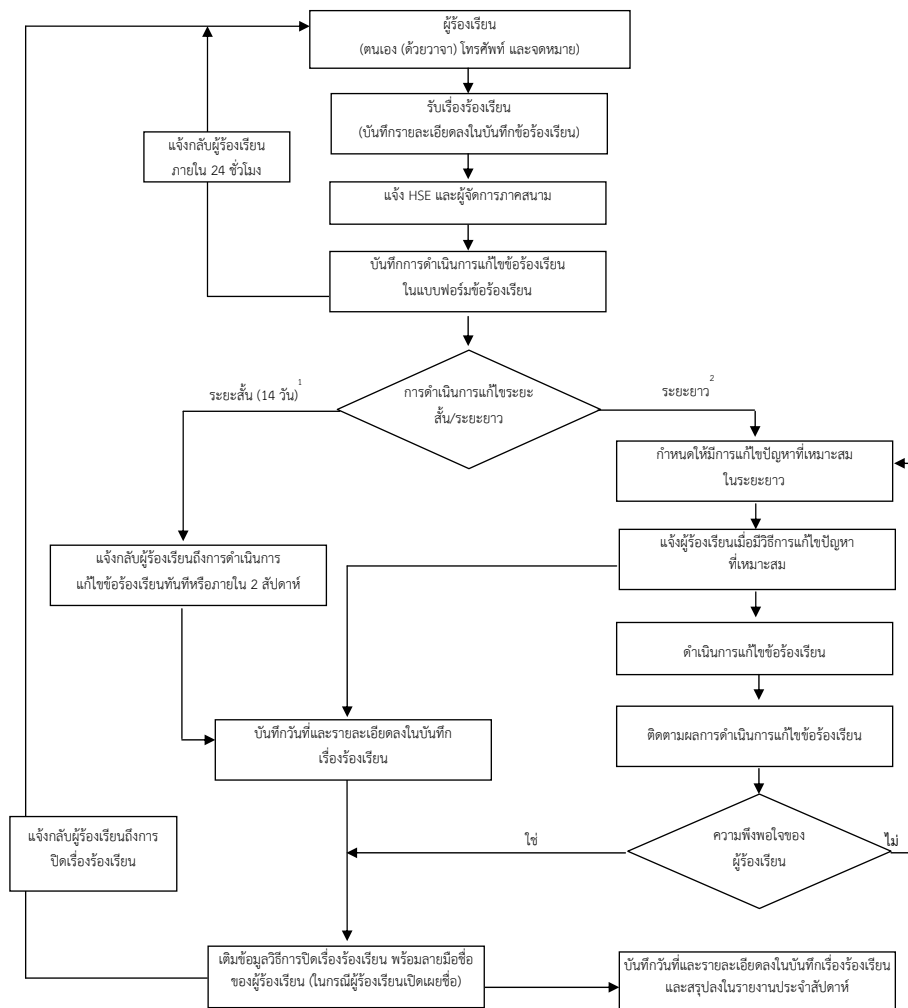 ผู้ร้องเรียน
(ตนเอง (ด้วยวาจา) โทรศัพท์ และจดหมาย)
รับเรื่องร้องเรียน
(บันทึกรายละเอียดลงในบันทึกข้อร้องเรียน)
แจ้งกลับผู้ร้องเรียน
ภายใน 24 ชั่วโมง
แจ้ง HSE และผู้จัดการภาคสนาม
บันทึกการดำเนินการแก้ไขข้อร้องเรียน
ในแบบฟอร์มข้อร้องเรียน
ระยะสั้น (14 วัน)1
การดำเนินการแก้ไขระยะ
สั้น/ระยะยาว
ระยะยาว2
กำหนดให้มีการแก้ไขปัญหาที่เหมาะสม
ในระยะยาว
แจ้งกลับผู้ร้องเรียนถึงการดำเนินการ
แก้ไขข้อร้องเรียนทันทีหรือภายใน 2 สัปดาห์
แจ้งผู้ร้องเรียนเมื่อมีวิธีการแก้ไขปัญหา
ที่เหมาะสม
ดำเนินการแก้ไขข้อร้องเรียน
บันทึกวันที่และรายละเอียดลงในบันทึก
เรื่องร้องเรียน
ติดตามผลการดำเนินการแก้ไขข้อร้องเรียน
แจ้งกลับผู้ร้องเรียนถึงการ
ปิดเรื่องร้องเรียน
ใช่
ความพึงพอใจของ
ผู้ร้องเรียน
ไม่
เติมข้อมูลวิธีการปิดเรื่องร้องเรียน พร้อมลายมือชื่อ
ของผู้ร้องเรียน (ในกรณีผู้ร้องเรียนเปิดเผยชื่อ)
บันทึกวันที่และรายละเอียดลงในบันทึกเรื่องร้องเรียน
และสรุปลงในรายงานประจำสัปดาห์